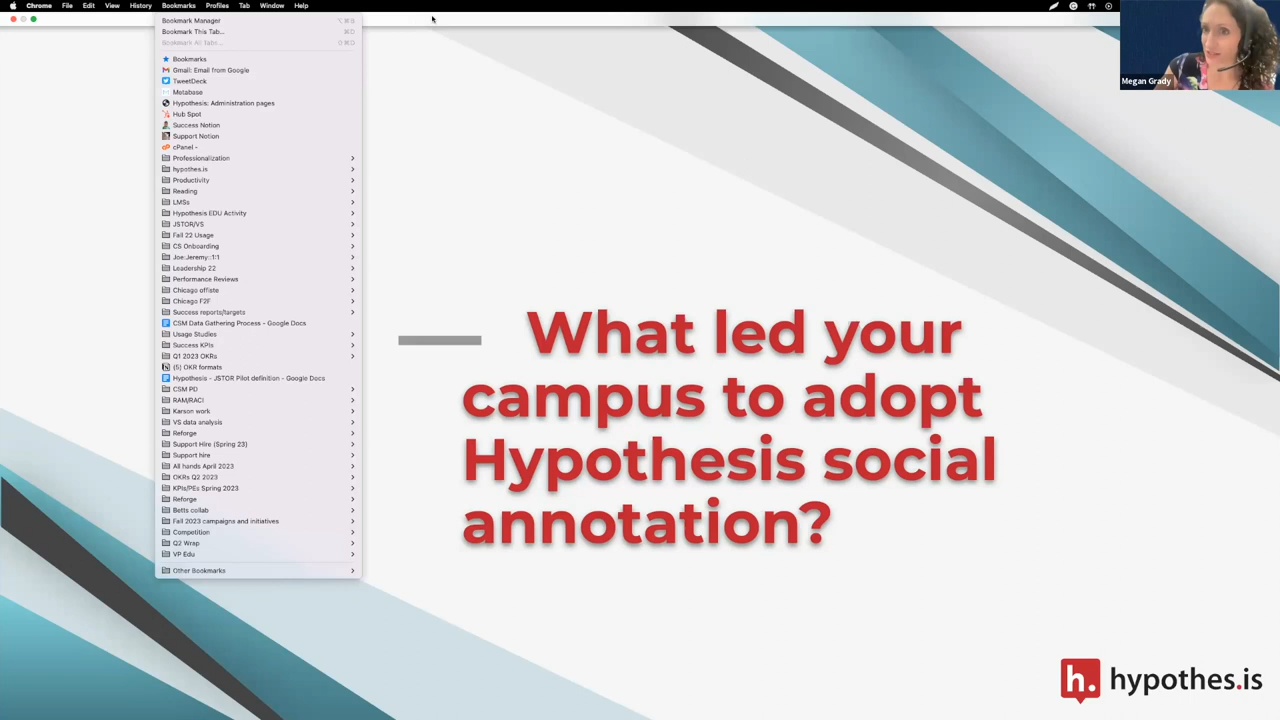 Chrome File Edit View History Bookmarks Profiles Tab Window Help
Bookmark Manager ⌥⌘B
Bookmark This Tab... ⌘D
Bookmark All Tabs... ⇧⌘D
Bookmarks
Gmail: Email from Google
TweetDeck
Metabase
Hypothesis: Administration pages
Hub Spot
Success Notion
Support Notion
cPanel -
Professionalization
hypothes.is
Productivity
Reading
LMSs
Hypothesis EDU Activity
JSTOR/VS
Fall 22 Usage
CS Onboarding
Joe:Jeremy::1:1
Leadership 22
Performance Reviews
Chicago offiste
Chicago F2F
Success reports/targets
CSM Data Gathering Process - Google Docs
Usage Studies
Success KPIs
Q1 2023 OKRs
(5) OKR formats
Hypothesis - JSTOR Pilot definition - Google Docs
CSM PD
RAM/RACI
Karson work
VS data analysis
Reforge
Support Hire (Spring 23)
Support hire
All hands April 2023
OKRs Q2 2023
KPIs/PEs Spring 2023
Reforge
Betts collab
Fall 2023 campaigns and initiatives
Competition
Q2 Wrap
VP Edu
Other Bookmarks
Megan Grady
What led your
campus to adopt
Hypothesis social
annotation?
h. hypothes.is